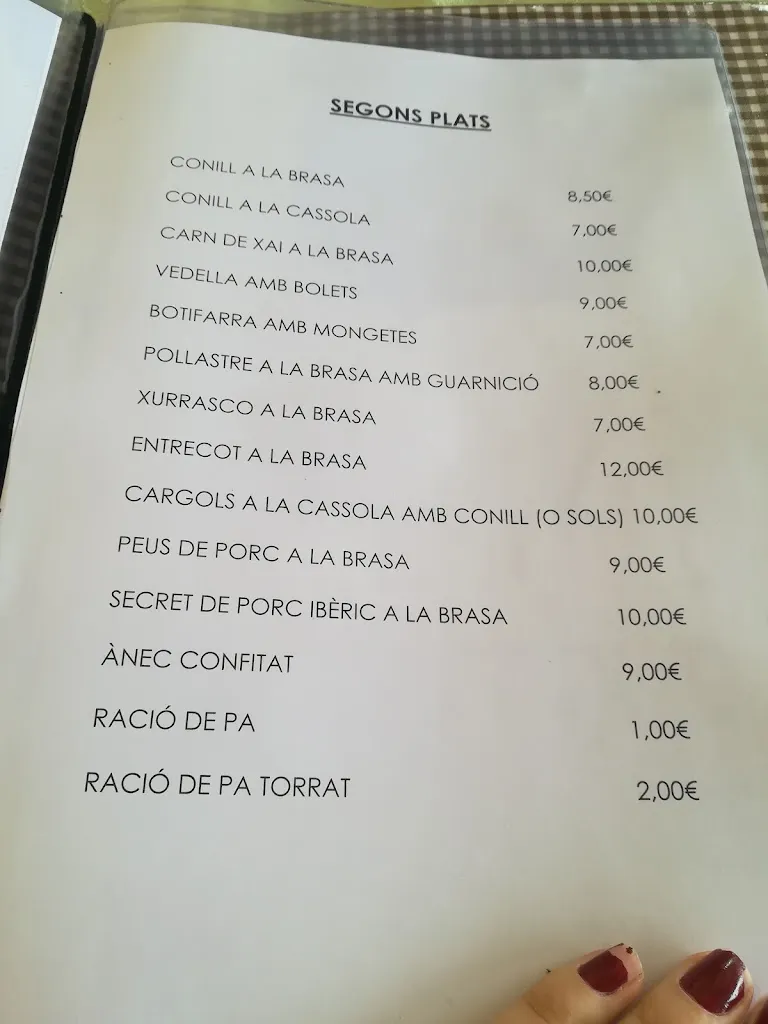 SEGONS PLATS
CONILL A LA BRASA 8,50€
CONILL A LA CASSOLA 7,00€
CARN DE XAI A LA BRASA 10,00€
VEDELLA AMB BOLETS 9,00€
BOTIFARRA AMB MONGETES 7,00€
POLLASTRE A LA BRASA AMB GUARNICIÓ 8,00€
XURRASCO A LA BRASA 7,00€
ENTRECOT A LA BRASA 12,00€
CARGOLS A LA CASSOLA AMB CONILL (O SOLS) 10,00€
PEUS DE PORC A LA BRASA 9,00€
SECRET DE PORC IBÈRIC A LA BRASA 10,00€
ÀNEC CONFITAT 9,00€
RACIÓ DE PA 1,00€
RACIÓ DE PA TORRAT 2,00€